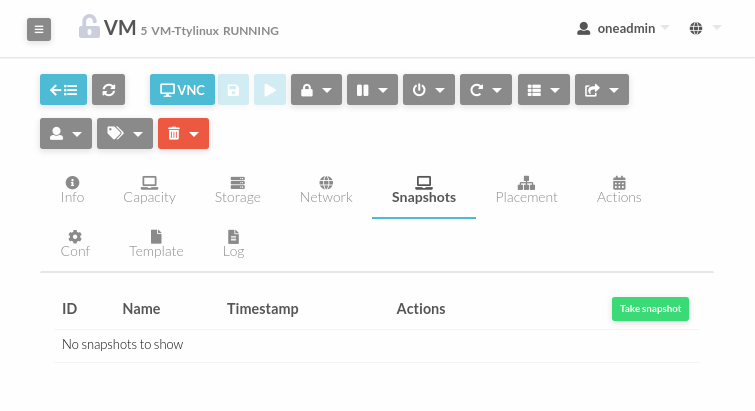 VM 5 VM-Ttylinux RUNNING
oneadmin
VNC
Info
Capacity
Storage
Network
Snapshots
Placement
Actions
Conf
Template
Log
ID Name Timestamp Actions Take snapshot
No snapshots to show